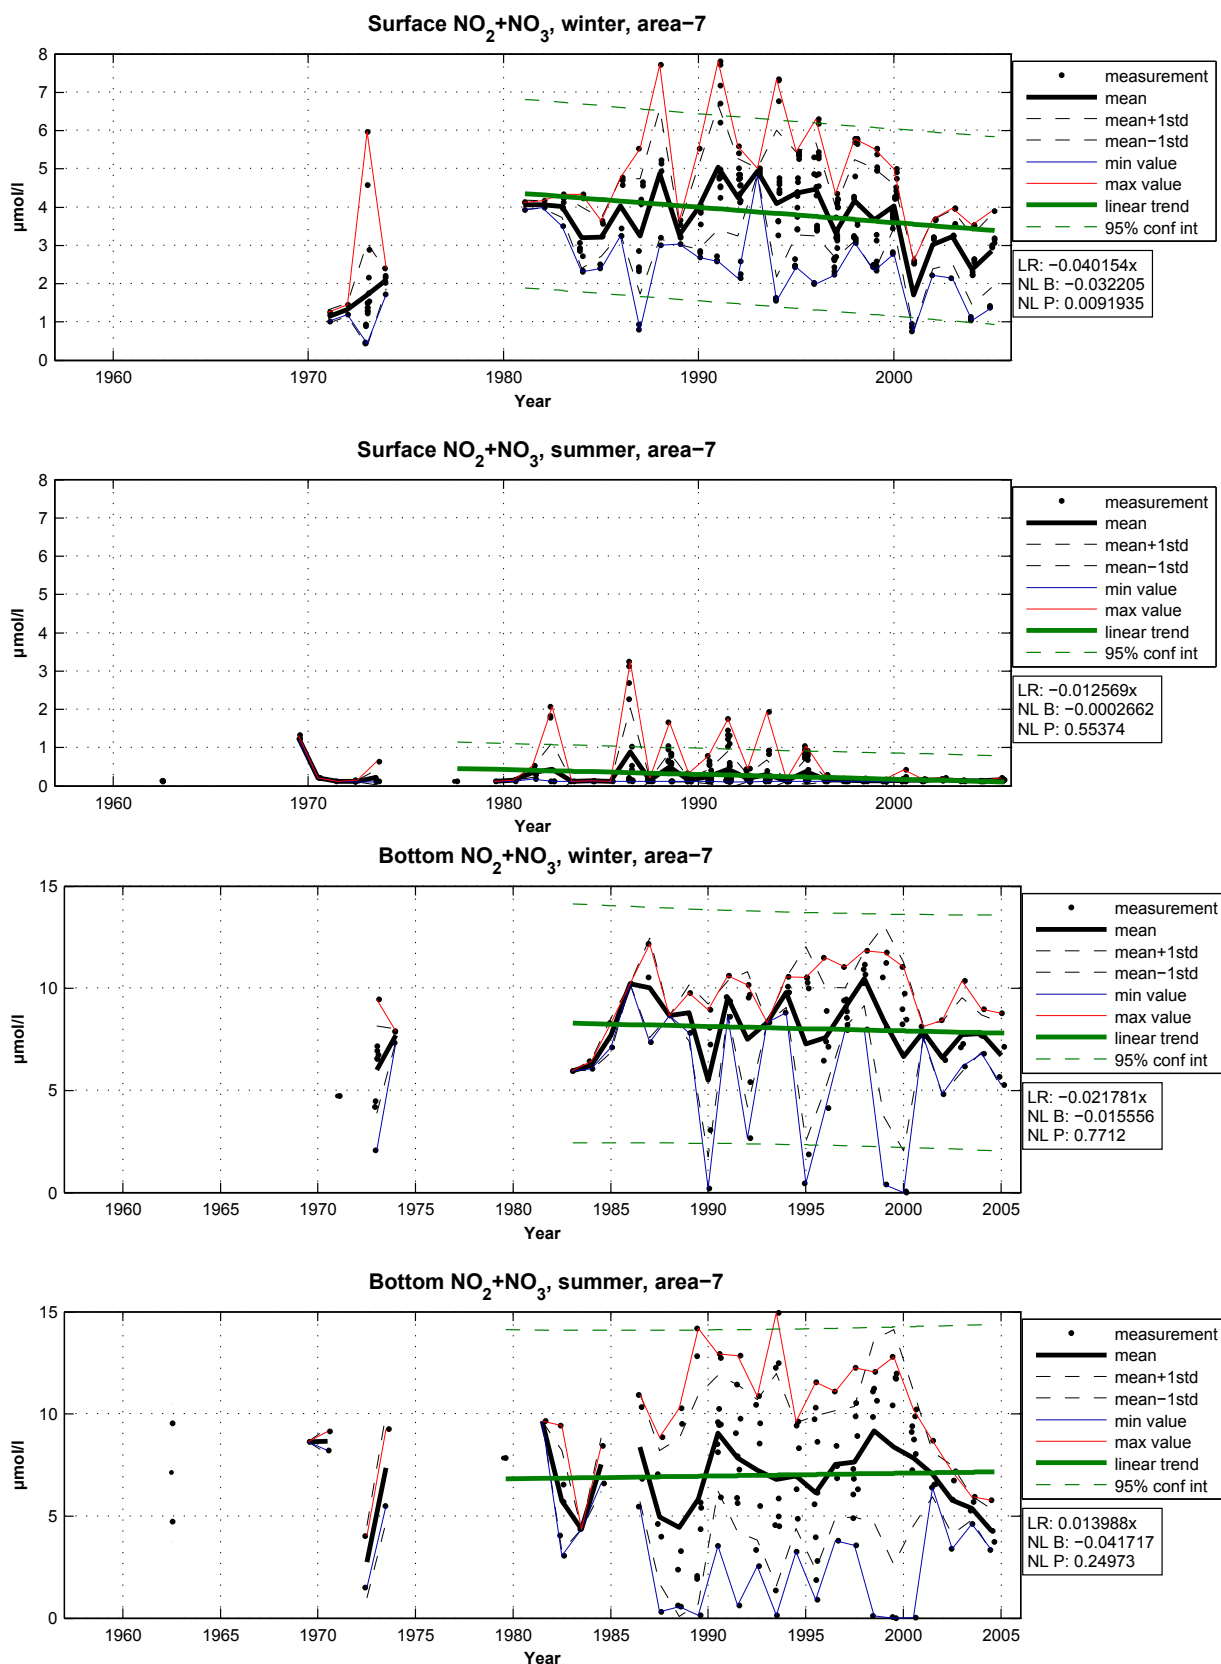 Surface NO2+NO3, winter, area−7
8
7
6
5
4
3
2
1
0
µmol/l
1960 1970 1980 1990 2000
Year
measurement
mean
mean+1std
mean−1std
min value
max value
linear trend
95% conf int
LR: −0.040154x
NL B: −0.032205
NL P: 0.0091935
Surface NO2+NO3, summer, area−7
8
7
6
5
4
3
2
1
0
µmol/l
1960 1970 1980 1990 2000
Year
measurement
mean
mean+1std
mean−1std
min value
max value
linear trend
95% conf int
LR: −0.012569x
NL B: −0.0002662
NL P: 0.55374
Bottom NO2+NO3, winter, area−7
15
10
5
0
µmol/l
1960 1965 1970 1975 1980 1985 1990 1995 2000 2005
Year
measurement
mean
mean+1std
mean−1std
min value
max value
linear trend
95% conf int
LR: −0.021781x
NL B: −0.015556
NL P: 0.7712
Bottom NO2+NO3, summer, area−7
15
10
5
0
µmol/l
1960 1965 1970 1975 1980 1985 1990 1995 2000 2005
Year
measurement
mean
mean+1std
mean−1std
min value
max value
linear trend
95% conf int
LR: 0.013988x
NL B: −0.041717
NL P: 0.24973